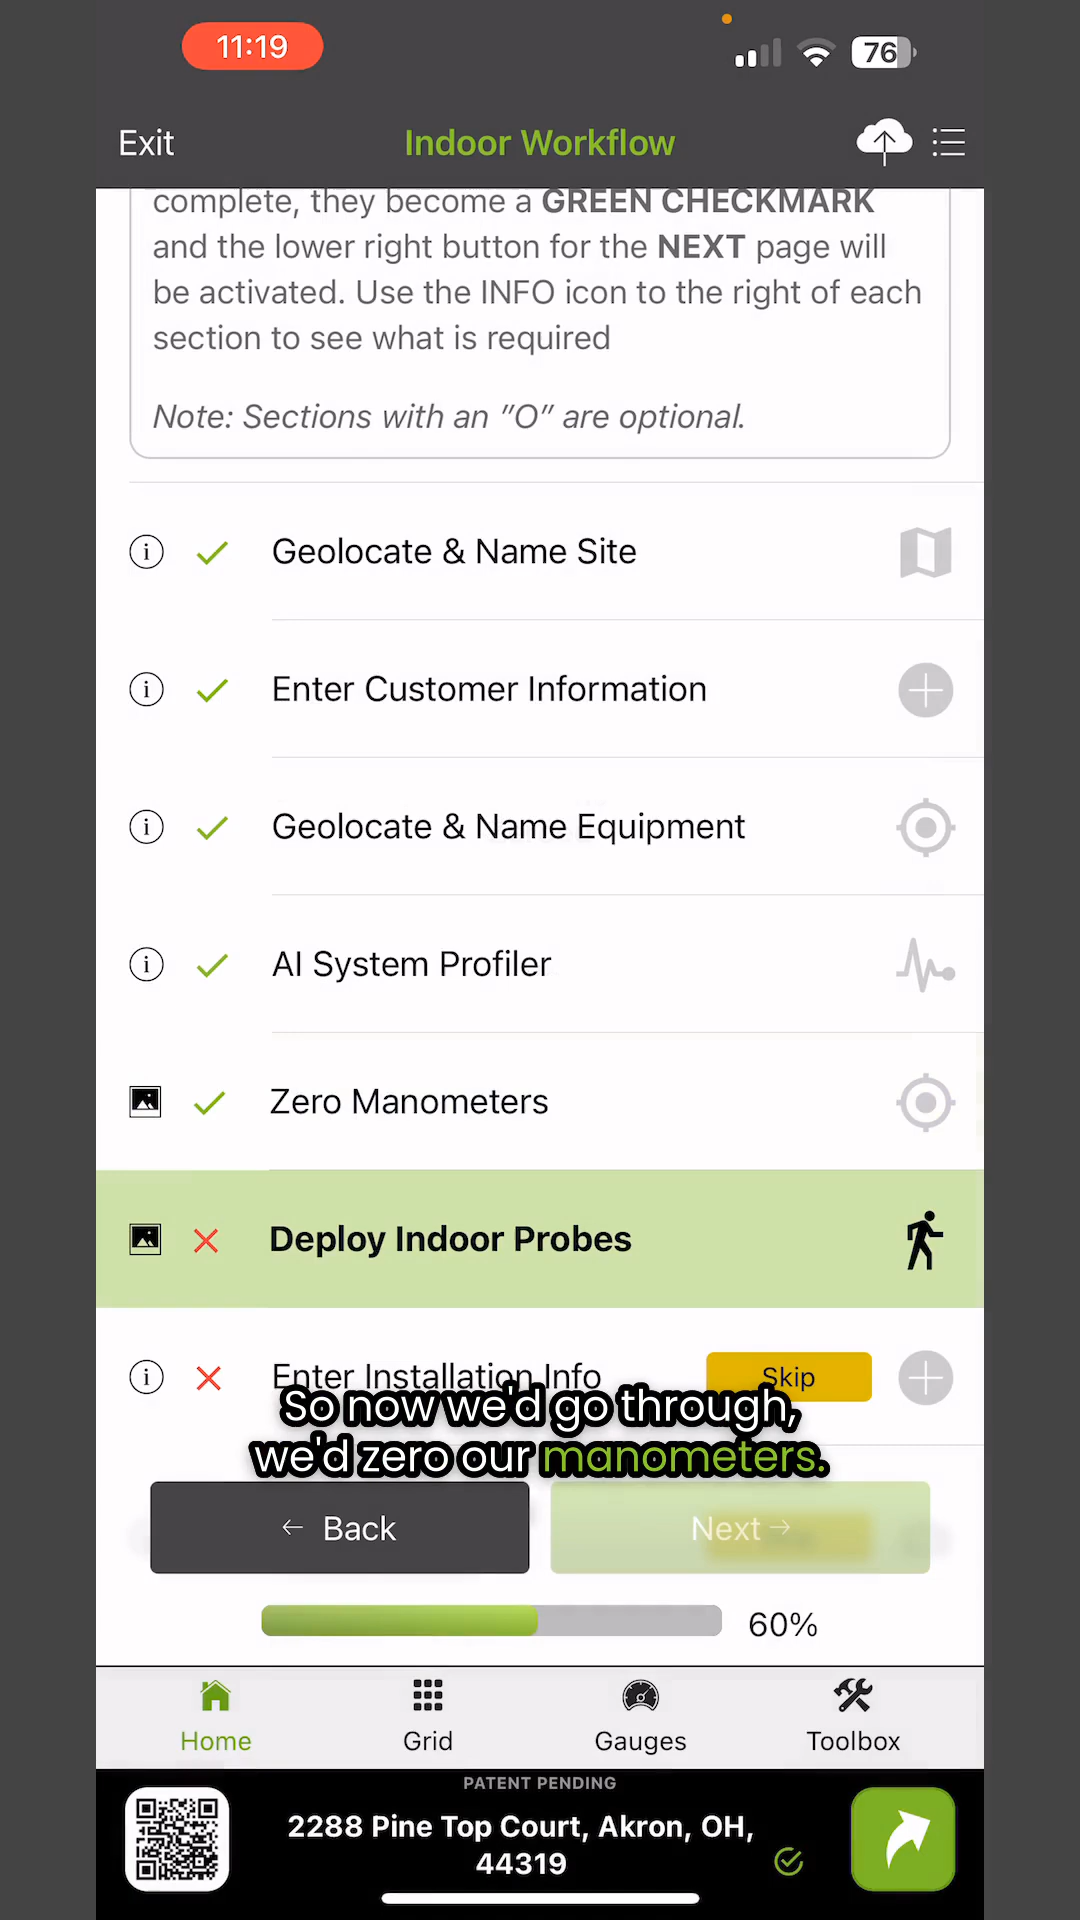 11:19
76
Exit
Indoor Workflow
complete, they become a GREEN CHECKMARK
and the lower right button for the NEXT page will
be activated. Use the INFO icon to the right of each
section to see what is required
Note: Sections with an "O" are optional.
Geolocate & Name Site
Enter Customer Information
Geolocate & Name Equipment
AI System Profiler
Zero Manometers
Deploy Indoor Probes
Enter Installation Info
Skip
So now we'd go through,
we'd zero our manometers.
← Back
Next →
60%
Home
Grid
Gauges
Toolbox
PATENT PENDING
2288 Pine Top Court, Akron, OH,
44319